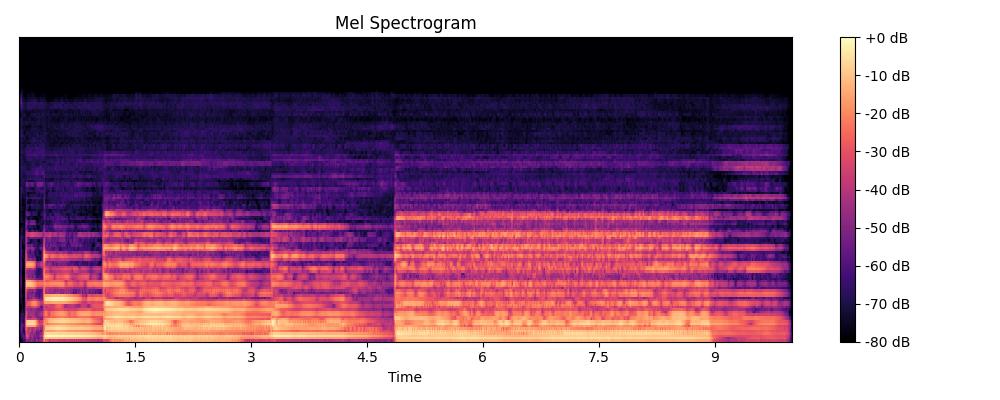 Mel Spectrogram
+0 dB
-10 dB
-20 dB
-30 dB
-40 dB
-50 dB
-60 dB
-70 dB
-80 dB
0 1.5 3 4.5 6 7.5 9
Time